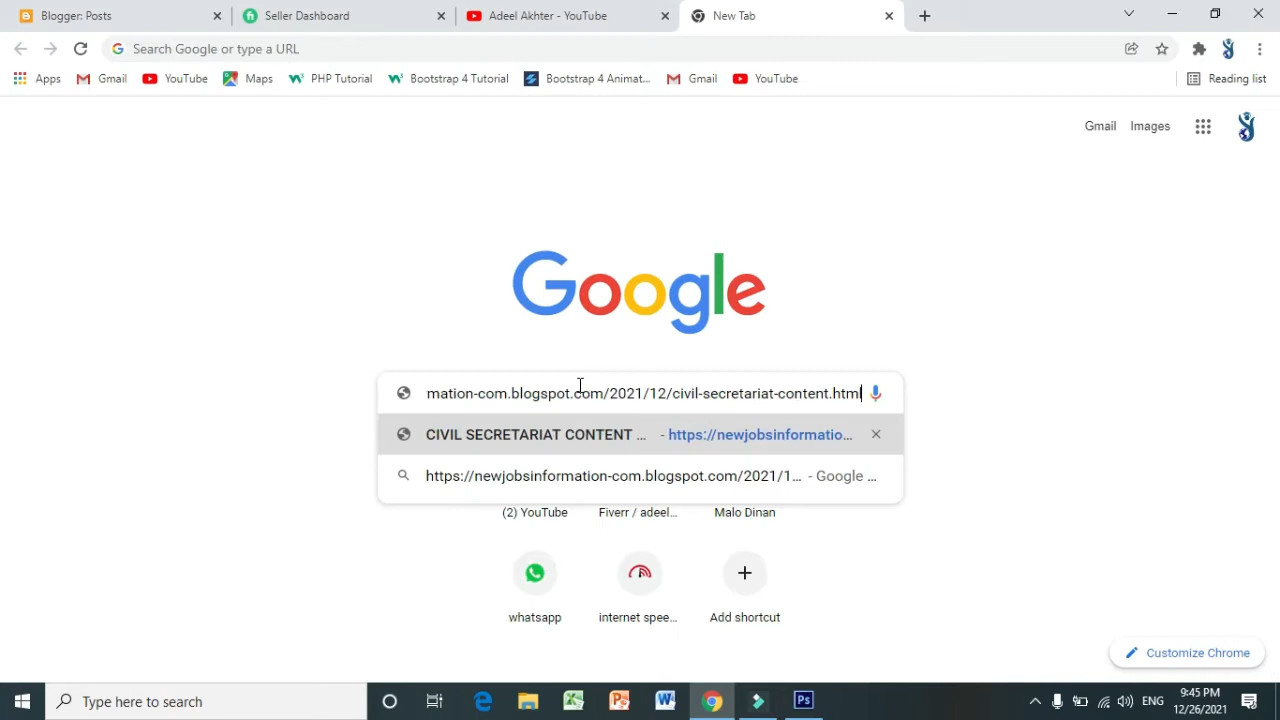 Blogger: Posts
Seller Dashboard
Adeel Akhter - YouTube
New Tab
Search Google or type a URL
Apps
Gmail
YouTube
Maps
PHP Tutorial
Bootstrap 4 Tutorial
Bootstrap 4 Animat...
Gmail
YouTube
Reading list
Gmail
Images
Google
mation-com.blogspot.com/2021/12/civil-secretariat-content.html
CIVIL SECRETARIAT CONTENT ... - https://newjobsinformatio...
https://newjobsinformation-com.blogspot.com/2021/1... - Google ...
(2) YouTube
Fiverr / adeel...
Malo Dinan
whatsapp
internet spee...
Add shortcut
Customize Chrome
Type here to search
Ps
ENG
9:45 PM
12/26/2021